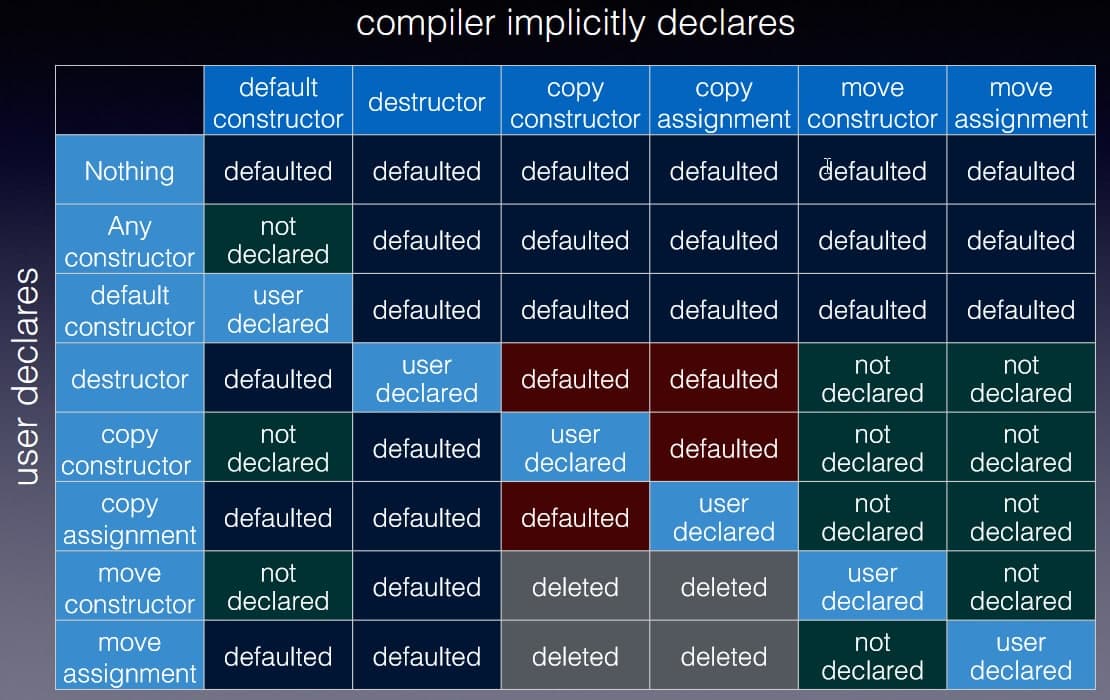 compiler implicitly declares
default
constructor
destructor
copy
constructor
copy
assignment
move
constructor
move
assignment
user declares
Nothing
defaulted
defaulted
defaulted
defaulted
defaulted
defaulted
Any
constructor
not
declared
defaulted
defaulted
defaulted
defaulted
defaulted
default
constructor
user
declared
defaulted
defaulted
defaulted
defaulted
defaulted
destructor
defaulted
user
declared
defaulted
defaulted
not
declared
not
declared
copy
constructor
not
declared
defaulted
user
declared
defaulted
not
declared
not
declared
copy
assignment
defaulted
defaulted
defaulted
user
declared
not
declared
not
declared
move
constructor
not
declared
defaulted
deleted
deleted
user
declared
not
declared
move
assignment
defaulted
defaulted
deleted
deleted
not
declared
user
declared